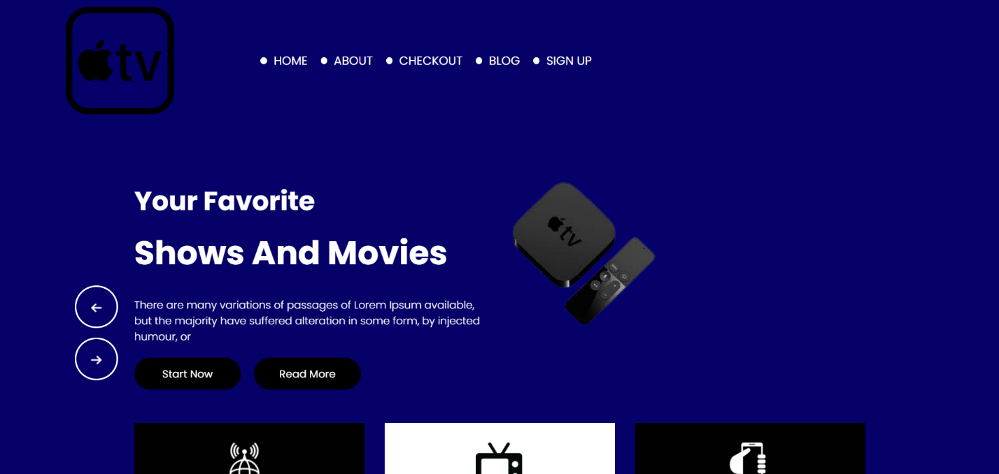 tv
HOME ABOUT CHECKOUT BLOG SIGN UP
Your Favorite
Shows And Movies
tv
There are many variations of passages of Lorem Ipsum available,
but the majority have suffered alteration in some form, by injected
humour, or
Start Now Read More